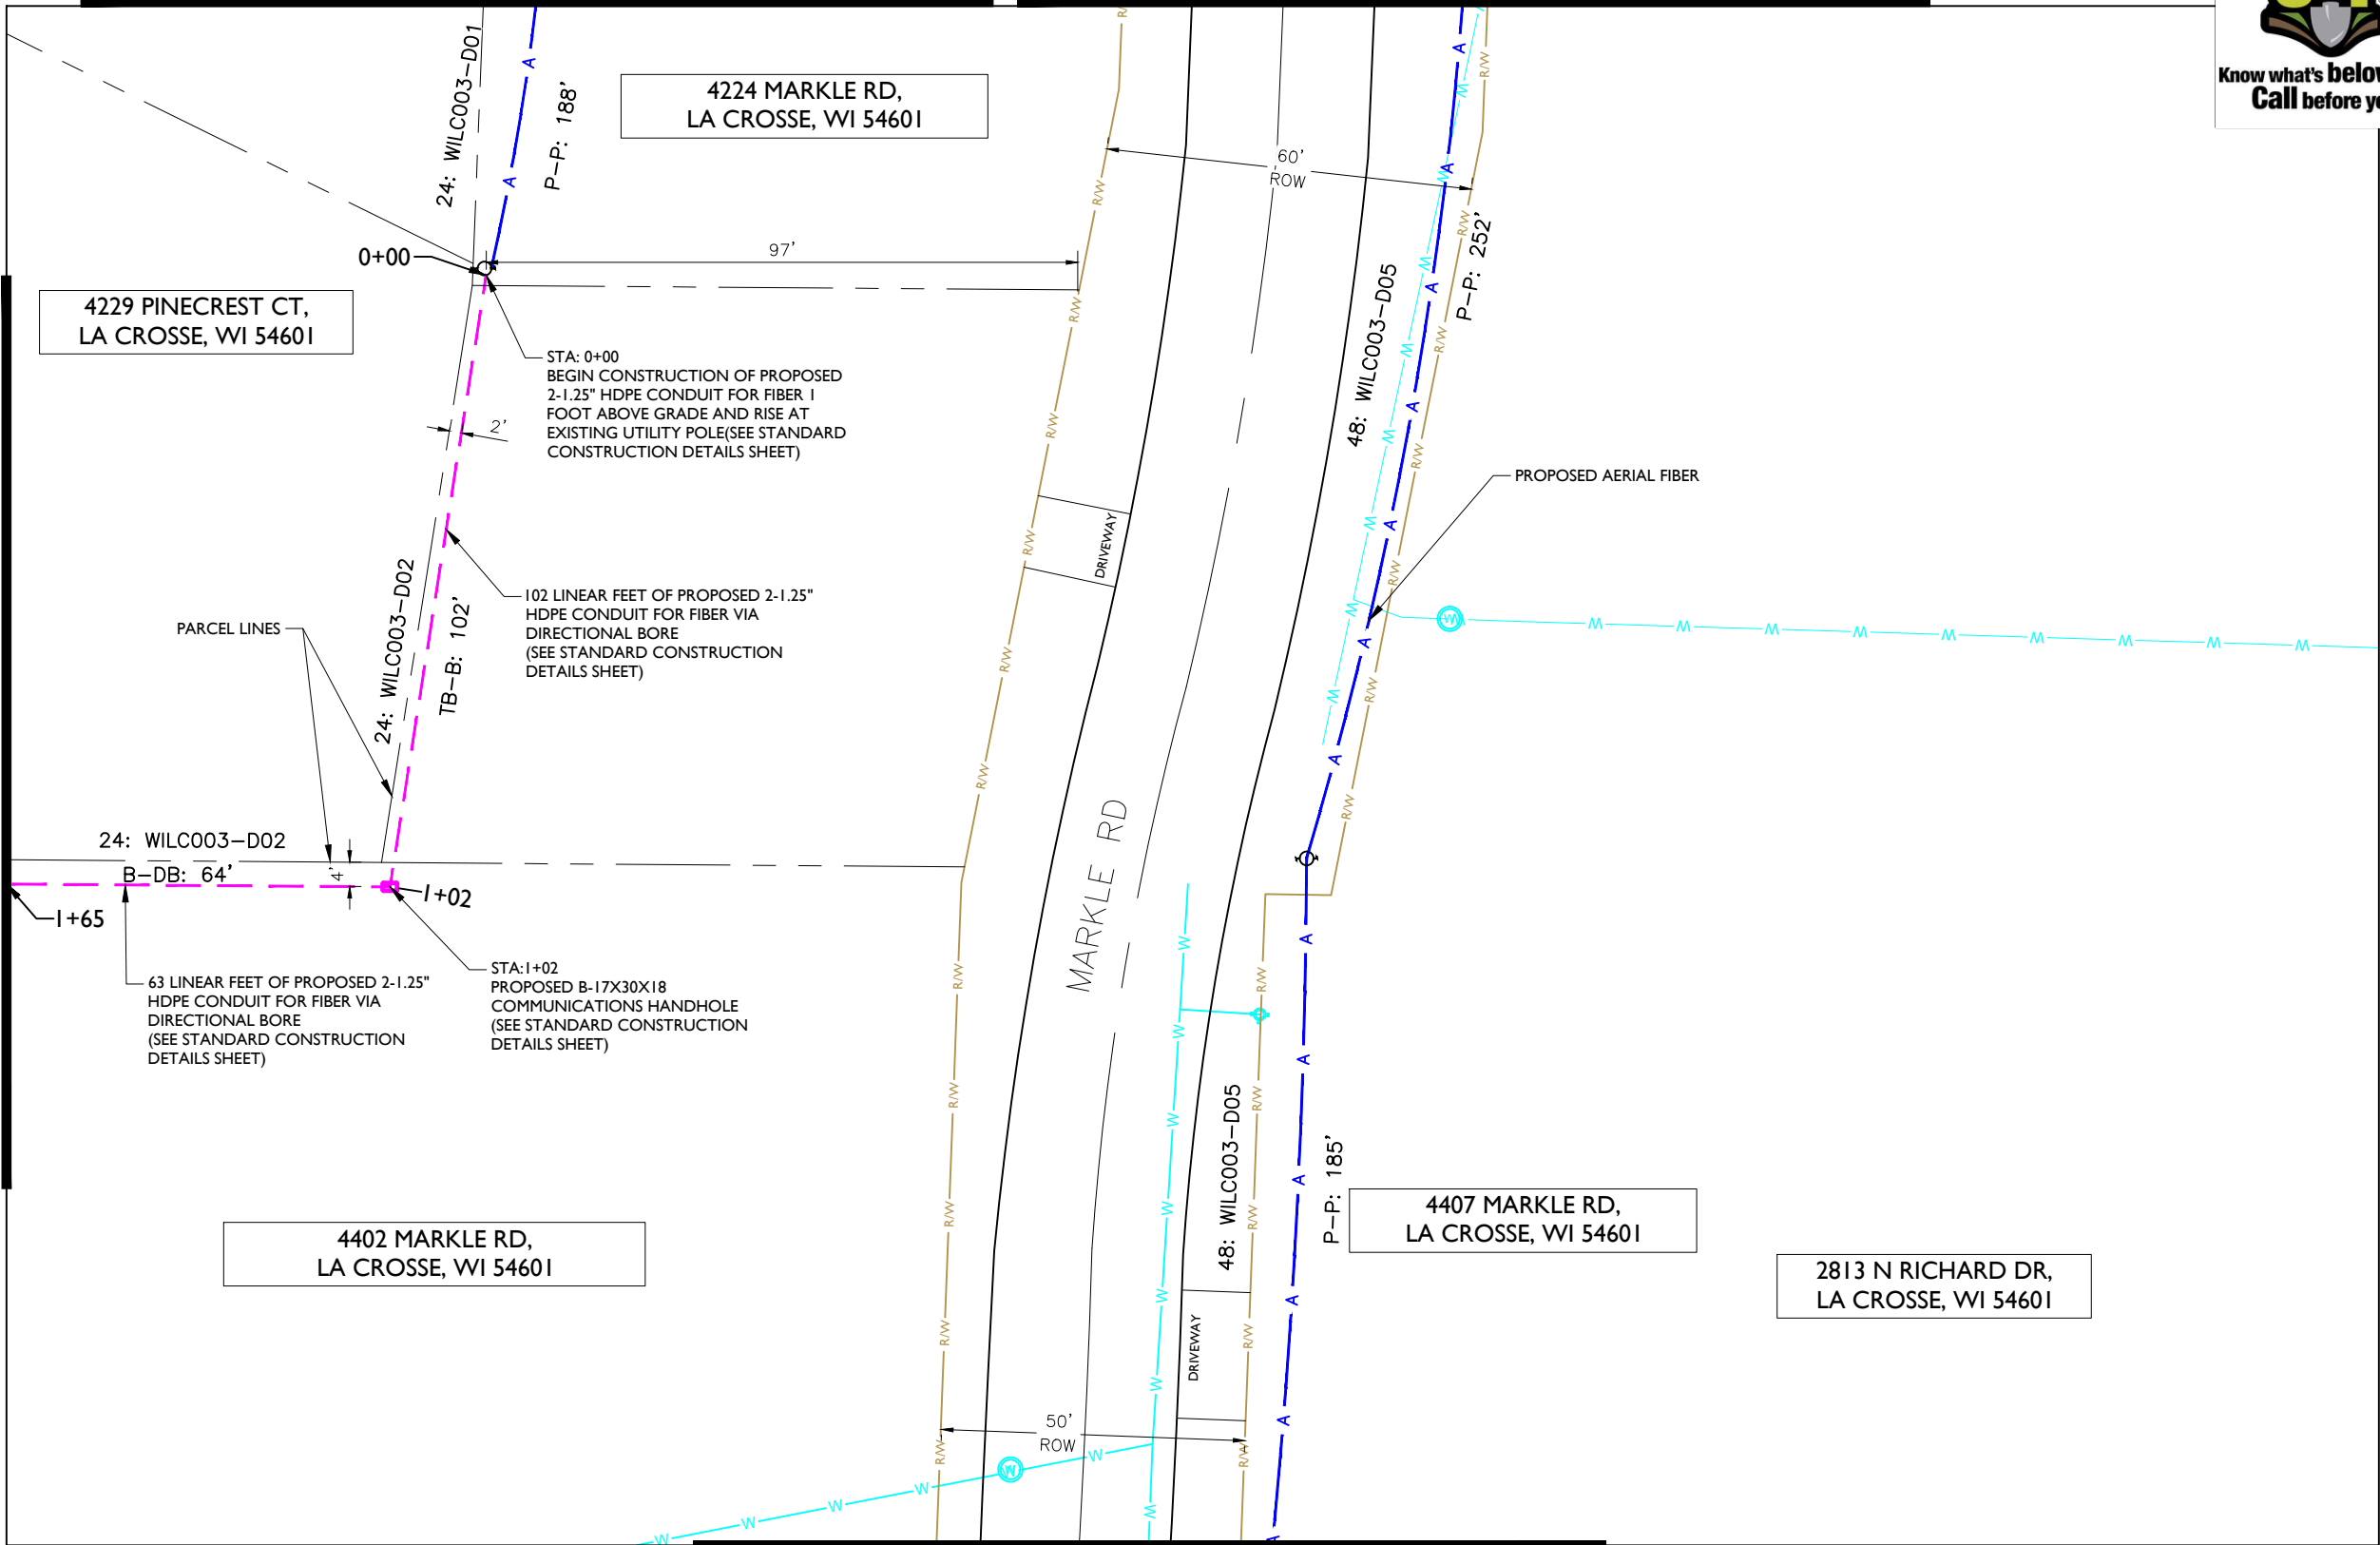 Know what's below
Call before
4224 MARKLE RD,
LA CROSSE, WI 54601
24: WILC003-D01
P-P: 188'
60'
ROW
97'
0+00
4229 PINECREST CT,
LA CROSSE, WI 54601
STA: 0+00
BEGIN CONSTRUCTION OF PROPOSED
2-1.25" HDPE CONDUIT FOR FIBER 1
FOOT ABOVE GRADE AND RISE AT
EXISTING UTILITY POLE(SEE STANDARD
CONSTRUCTION DETAILS SHEET)
2'
48: WILC003-D05
P-P: 252'
PROPOSED AERIAL FIBER
DRIVEWAY
102 LINEAR FEET OF PROPOSED 2-1.25"
HDPE CONDUIT FOR FIBER VIA
DIRECTIONAL BORE
(SEE STANDARD CONSTRUCTION
DETAILS SHEET)
PARCEL LINES
24: WILC003-D02
TB-B: 102'
24: WILC003-D02
B-DB: 64'
4'
1+02
1+65
MARKLE RD
63 LINEAR FEET OF PROPOSED 2-1.25"
HDPE CONDUIT FOR FIBER VIA
DIRECTIONAL BORE
(SEE STANDARD CONSTRUCTION
DETAILS SHEET)
STA:1+02
PROPOSED B-17X30X18
COMMUNICATIONS HANDHOLE
(SEE STANDARD CONSTRUCTION
DETAILS SHEET)
48: WILC003-D05
P-P: 185'
4407 MARKLE RD,
LA CROSSE, WI 54601
4402 MARKLE RD,
LA CROSSE, WI 54601
2813 N RICHARD DR,
LA CROSSE, WI 54601
DRIVEWAY
50'
ROW